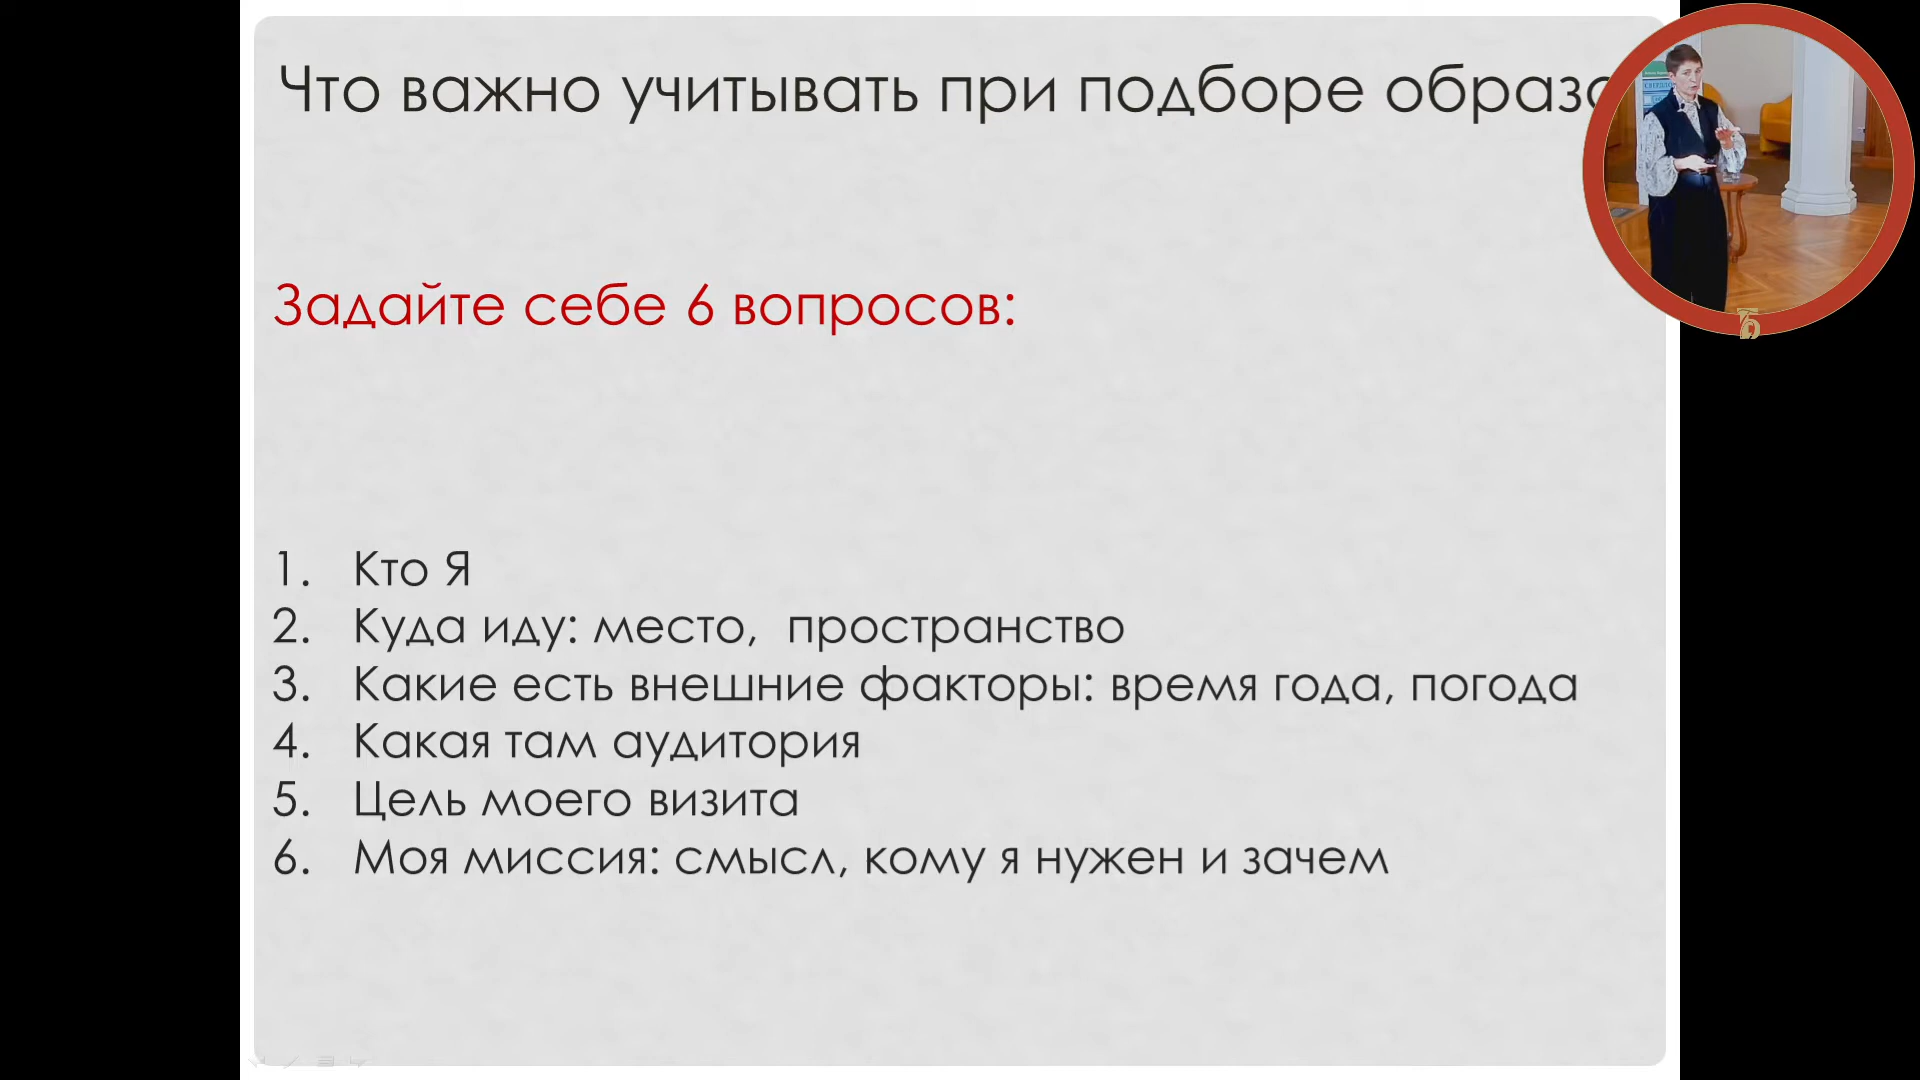 Что важно учитывать при подборе
Задайте себе 6 вопросов:
1. Кто Я
2. Куда иду: место, пространство
3. Какие есть внешние факторы: время года, погода
4. Какая там аудитория
5. Цель моего визита
6. Моя миссия: смысл, кому я нужен и зачем